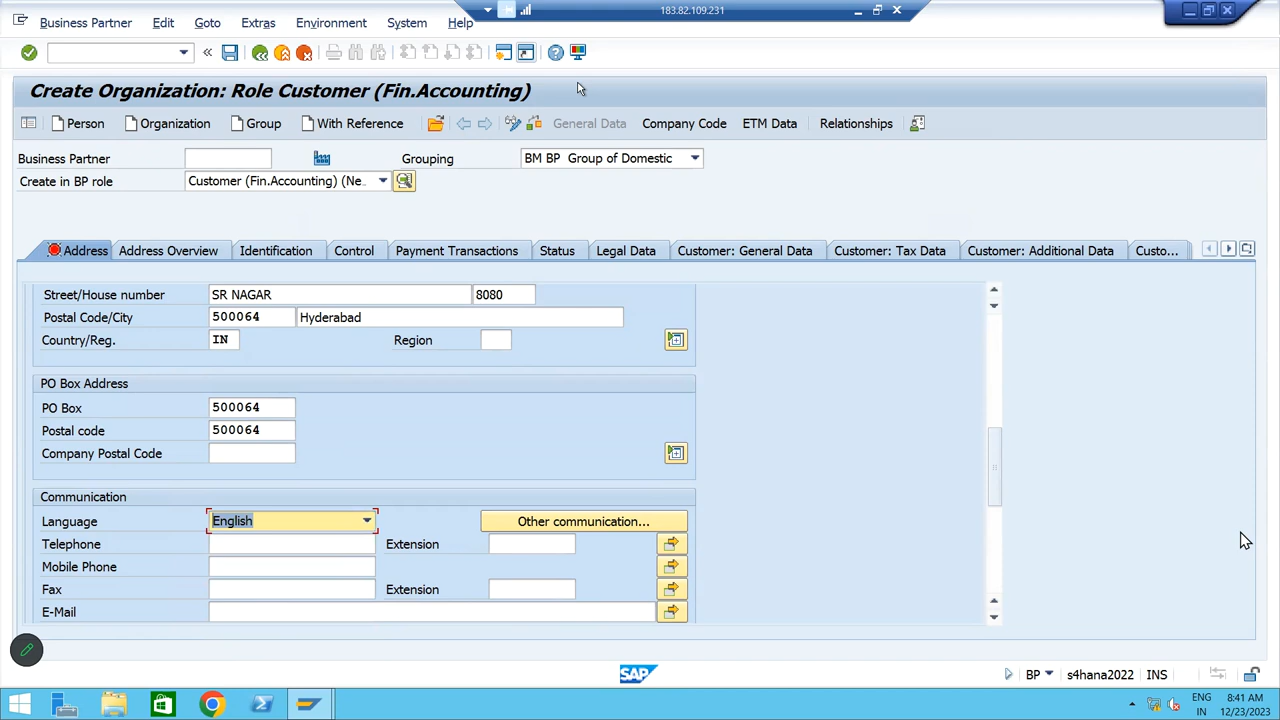 183.82.109.231
Business Partner Edit Goto Extras Environment System Help
Create Organization: Role Customer (Fin.Accounting)
Person Organization Group With Reference General Data Company Code ETM Data Relationships
Business Partner Grouping BM BP Group of Domestic
Create in BP role Customer (Fin.Accounting) (Ne..
Address Address Overview Identification Control Payment Transactions Status Legal Data Customer: General Data Customer: Tax Data Customer: Additional Data Custo...
Street/House number SR NAGAR 8080
Postal Code/City 500064 Hyderabad
Country/Reg. IN Region
PO Box Address
PO Box 500064
Postal code 500064
Company Postal Code
Communication
Language English Other communication...
Telephone Extension
Mobile Phone
Fax Extension
E-Mail
SAP BP s4hana2022 INS
ENG 8:41 AM
IN 12/23/2023